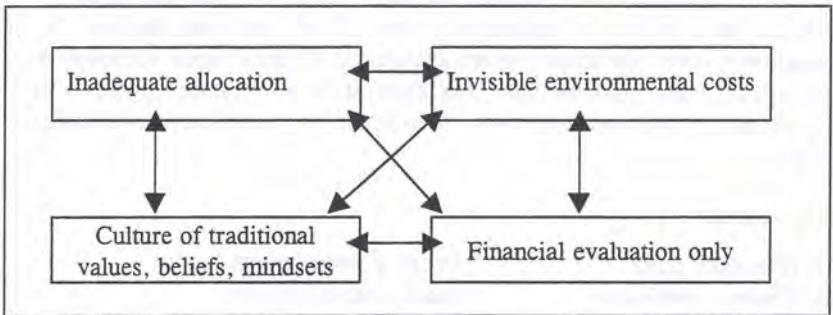 Inadequate allocation
Invisible environmental costs
Culture of traditional
values, beliefs, mindsets
Financial evaluation only